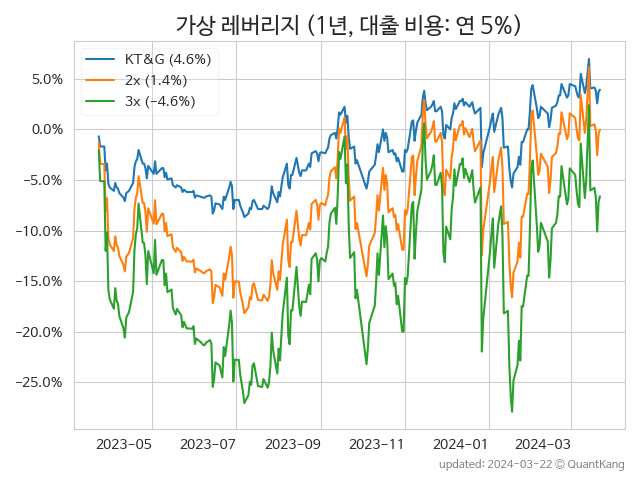 가상 레버리지 (1년, 대출 비용: 연 5%)
KT&G (4.6%)
2x (1.4%)
3x (−4.6%)
5.0%
0.0%
−5.0%
−10.0%
−15.0%
−20.0%
−25.0%
2023-05 2023-07 2023-09 2023-11 2024-01 2024-03
updated: 2024-03-22 © QuantKang